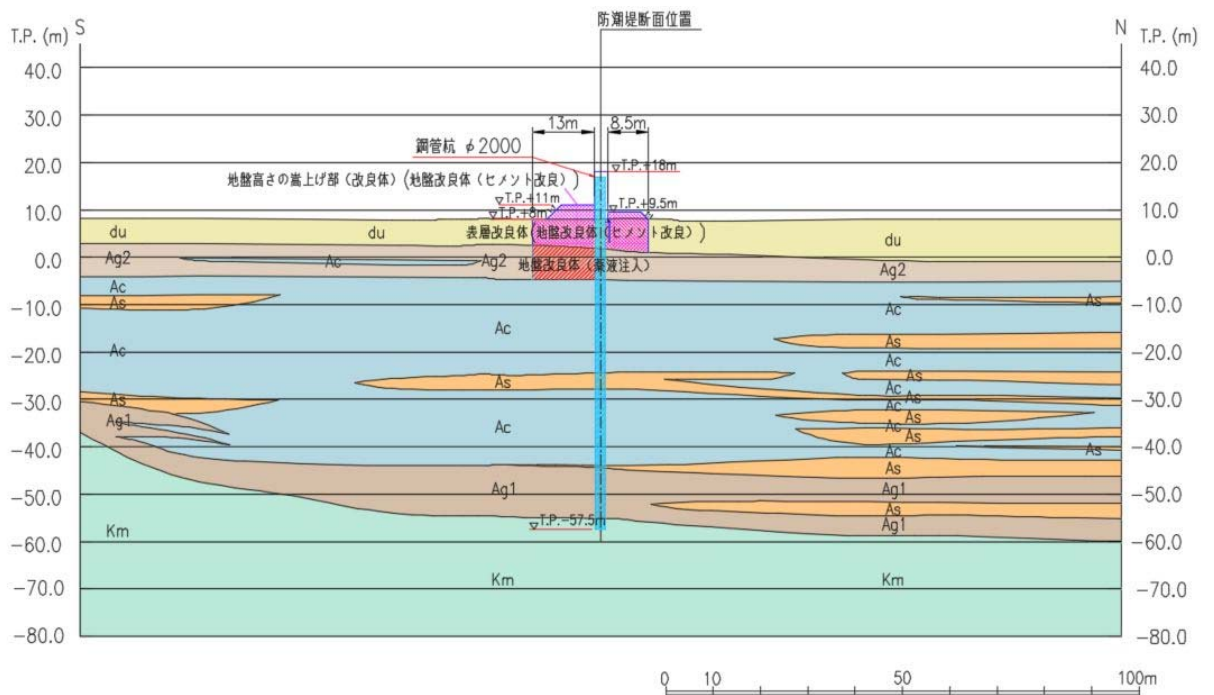 防潮堤断面位置
S
N
T.P. (m)
T.P. (m)
40.0
40.0
30.0
30.0
13m
8.5m
鋼管杭 φ2000
20.0
20.0
▽T.P.+18m
地盤高さの嵩上げ部(改良体)(地盤改良体(セメント改良))
▽T.P.+11m
▽T.P.+9.5m
10.0
10.0
▽T.P.+8m
du
du
表層改良体(地盤改良体(セメント改良))
du
0.0
0.0
Ag2
Ac
Ag2
地盤改良体(薬液注入)
Ag2
Ac
As
As
-10.0
-10.0
Ac
Ac
As
-20.0
-20.0
Ac
Ac
As
As
Ac
As
As
-30.0
-30.0
Ac
Ag1
As
Ac
Ac
As
-40.0
-40.0
Ac
As
As
Ag1
Ag1
-50.0
-50.0
As
▽T.P.-57.5m
Ag1
Km
-60.0
-60.0
Km
Km
-70.0
-70.0
-80.0
-80.0
0
10
50
100m